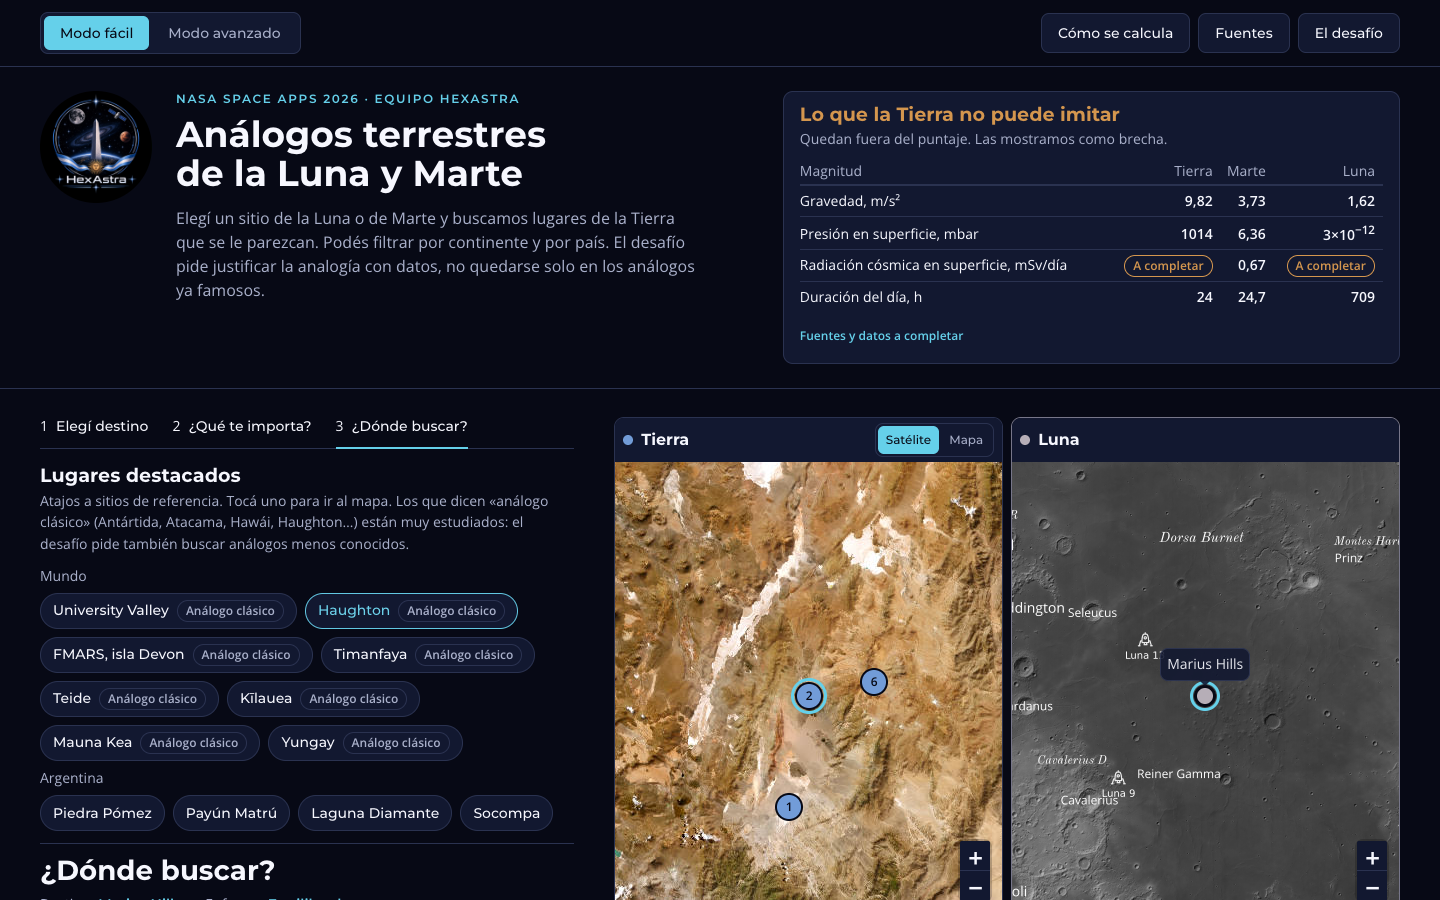 Modo fácil Modo avanzado Cómo se calcula Fuentes El desafío
HexAstra
NASA SPACE APPS 2026 · EQUIPO HEXASTRA
Análogos terrestres
de la Luna y Marte
Elegí un sitio de la Luna o de Marte y buscamos lugares de la Tierra
que se le parezcan. Podés filtrar por continente y por país. El desafío
pide justificar la analogía con datos, no quedarse solo en los análogos
ya famosos.
Lo que la Tierra no puede imitar
Quedan fuera del puntaje. Las mostramos como brecha.
Magnitud Tierra Marte Luna
Gravedad, m/s² 9,82 3,73 1,62
Presión en superficie, mbar 1014 6,36 3×10⁻¹²
Radiación cósmica en superficie, mSv/día A completar 0,67 A completar
Duración del día, h 24 24,7 709
Fuentes y datos a completar
1 Elegí destino 2 ¿Qué te importa? 3 ¿Dónde buscar?
Lugares destacados
Atajos a sitios de referencia. Tocá uno para ir al mapa. Los que dicen «análogo
clásico» (Antártida, Atacama, Hawái, Haughton...) están muy estudiados: el
desafío pide también buscar análogos menos conocidos.
Mundo
University Valley Análogo clásico Haughton Análogo clásico
FMARS, isla Devon Análogo clásico Timanfaya Análogo clásico
Teide Análogo clásico Kīlauea Análogo clásico
Mauna Kea Análogo clásico Yungay Análogo clásico
Argentina
Piedra Pómez Payún Matrú Laguna Diamante Socompa
¿Dónde buscar?
Tierra Satélite Mapa
6
2
1
+
−
Luna
R
Dorsa Burnet
Montes Har
Prinz
ldington Seleucus
Luna 1
Marius Hills
ardanus
Cavalerius D
Reiner Gamma
Luna 9
Cavalerius
oli
+
−